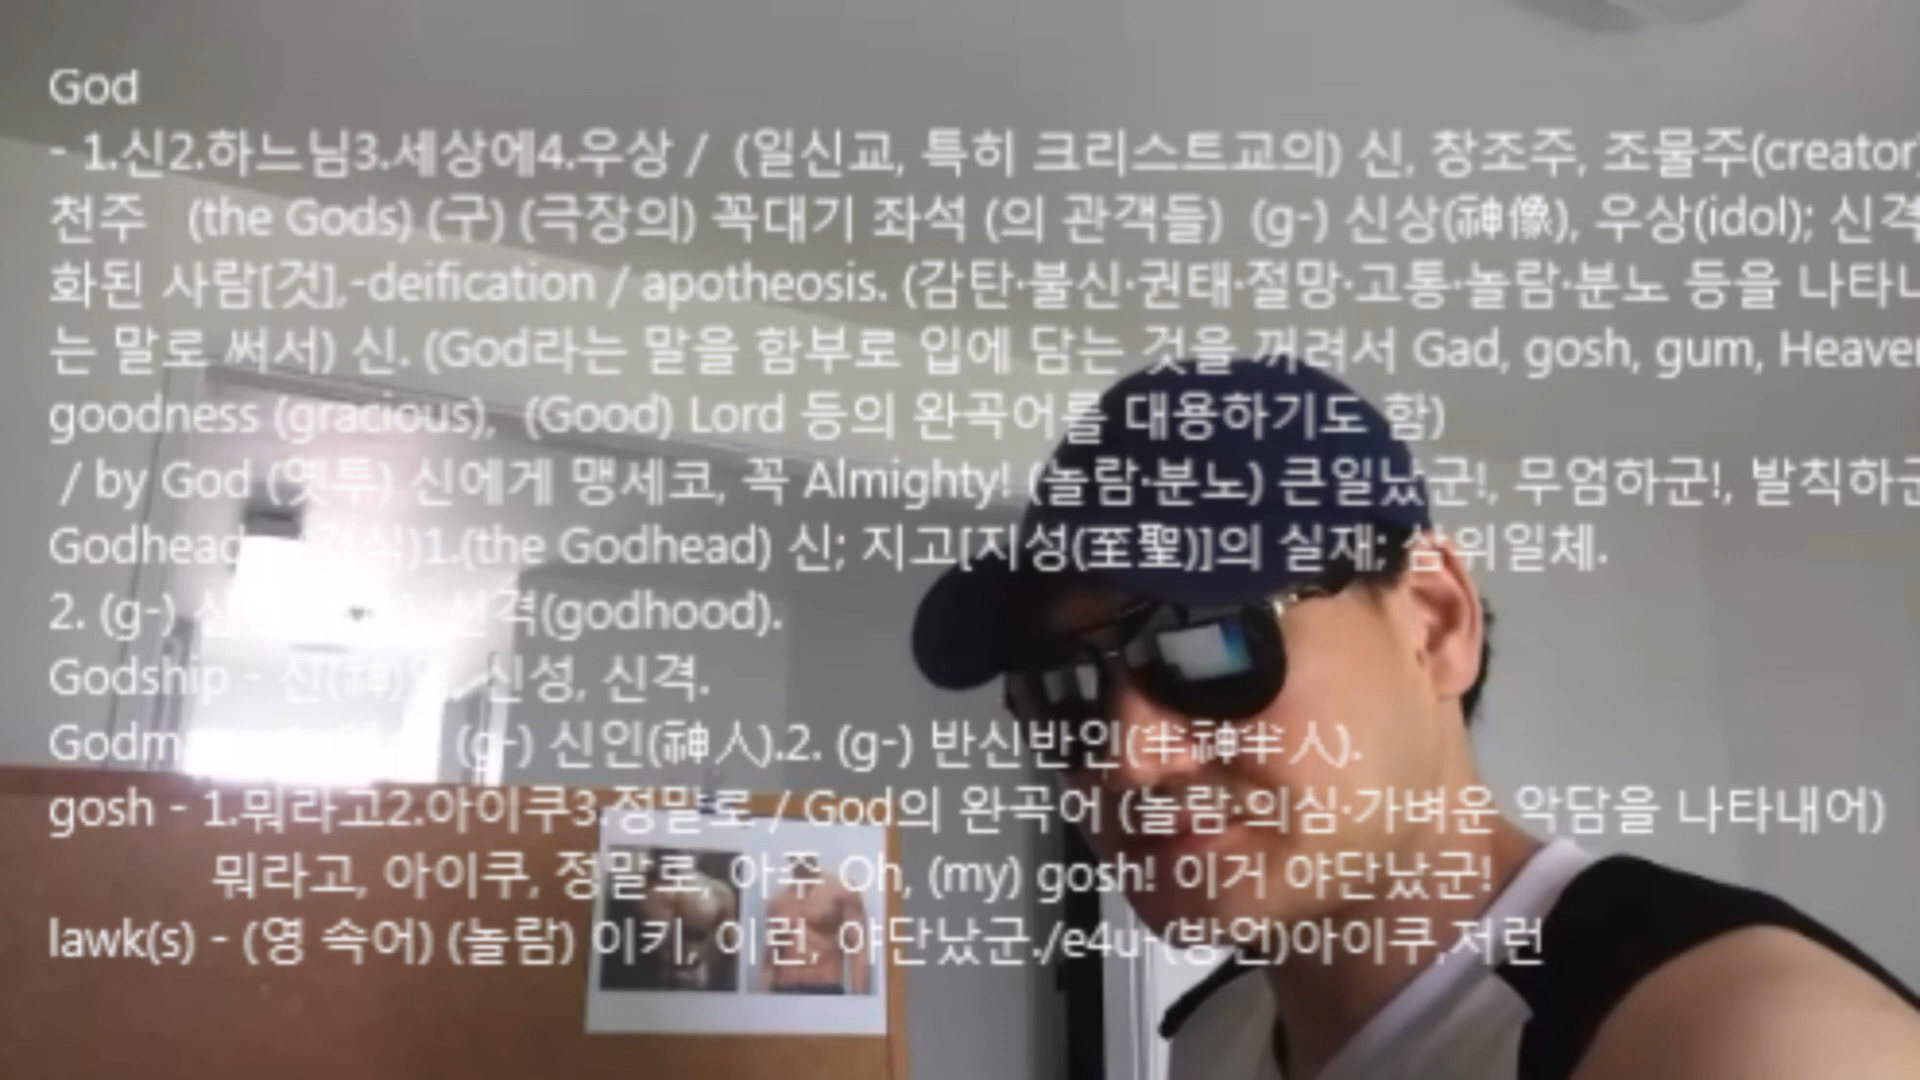 God
- 1.신2.하느님3.세상에4.우상 / (일신교, 특히 크리스트교의) 신, 창조주, 조물주(creator)
천주 (the Gods) (구) (극장의) 꼭대기 좌석 (의 관객들) (g-) 신상(神像), 우상(idol); 신격
화된 사람[것],-deification / apotheosis. (감탄·불신·권태·절망·고통·놀람·분노 등을 나타내
는 말로 써서) 신. (God라는 말을 함부로 입에 담는 것을 꺼려서 Gad, gosh, gum, Heaven
goodness (gracious), (Good) Lord 등의 완곡어를 대용하기도 함)
/ by God (엣투) 신에게 맹세코, 꼭 Almighty! (놀람·분노) 큰일났군!, 무엄하군!, 발칙하군
Godhead 1.(the Godhead) 신; 지고[지성(至聖)]의 실재; 삼위일체.
2. (g-) 신격(godhood).
Godship - 신(神)임, 신성, 신격.
(g-) 신인(神人).2. (g-) 반신반인(半神半人).
gosh - 1.뭐라고2.아이쿠3.정말로 / God의 완곡어 (놀람·의심·가벼운 악담을 나타내어)
뭐라고, 아이쿠, 정말로, 아주 Oh, (my) gosh! 이거 야단났군!
lawk(s) - (영 속어) (놀람) 이키, 이런, 야단났군./e4u-(방언)아이쿠,저런